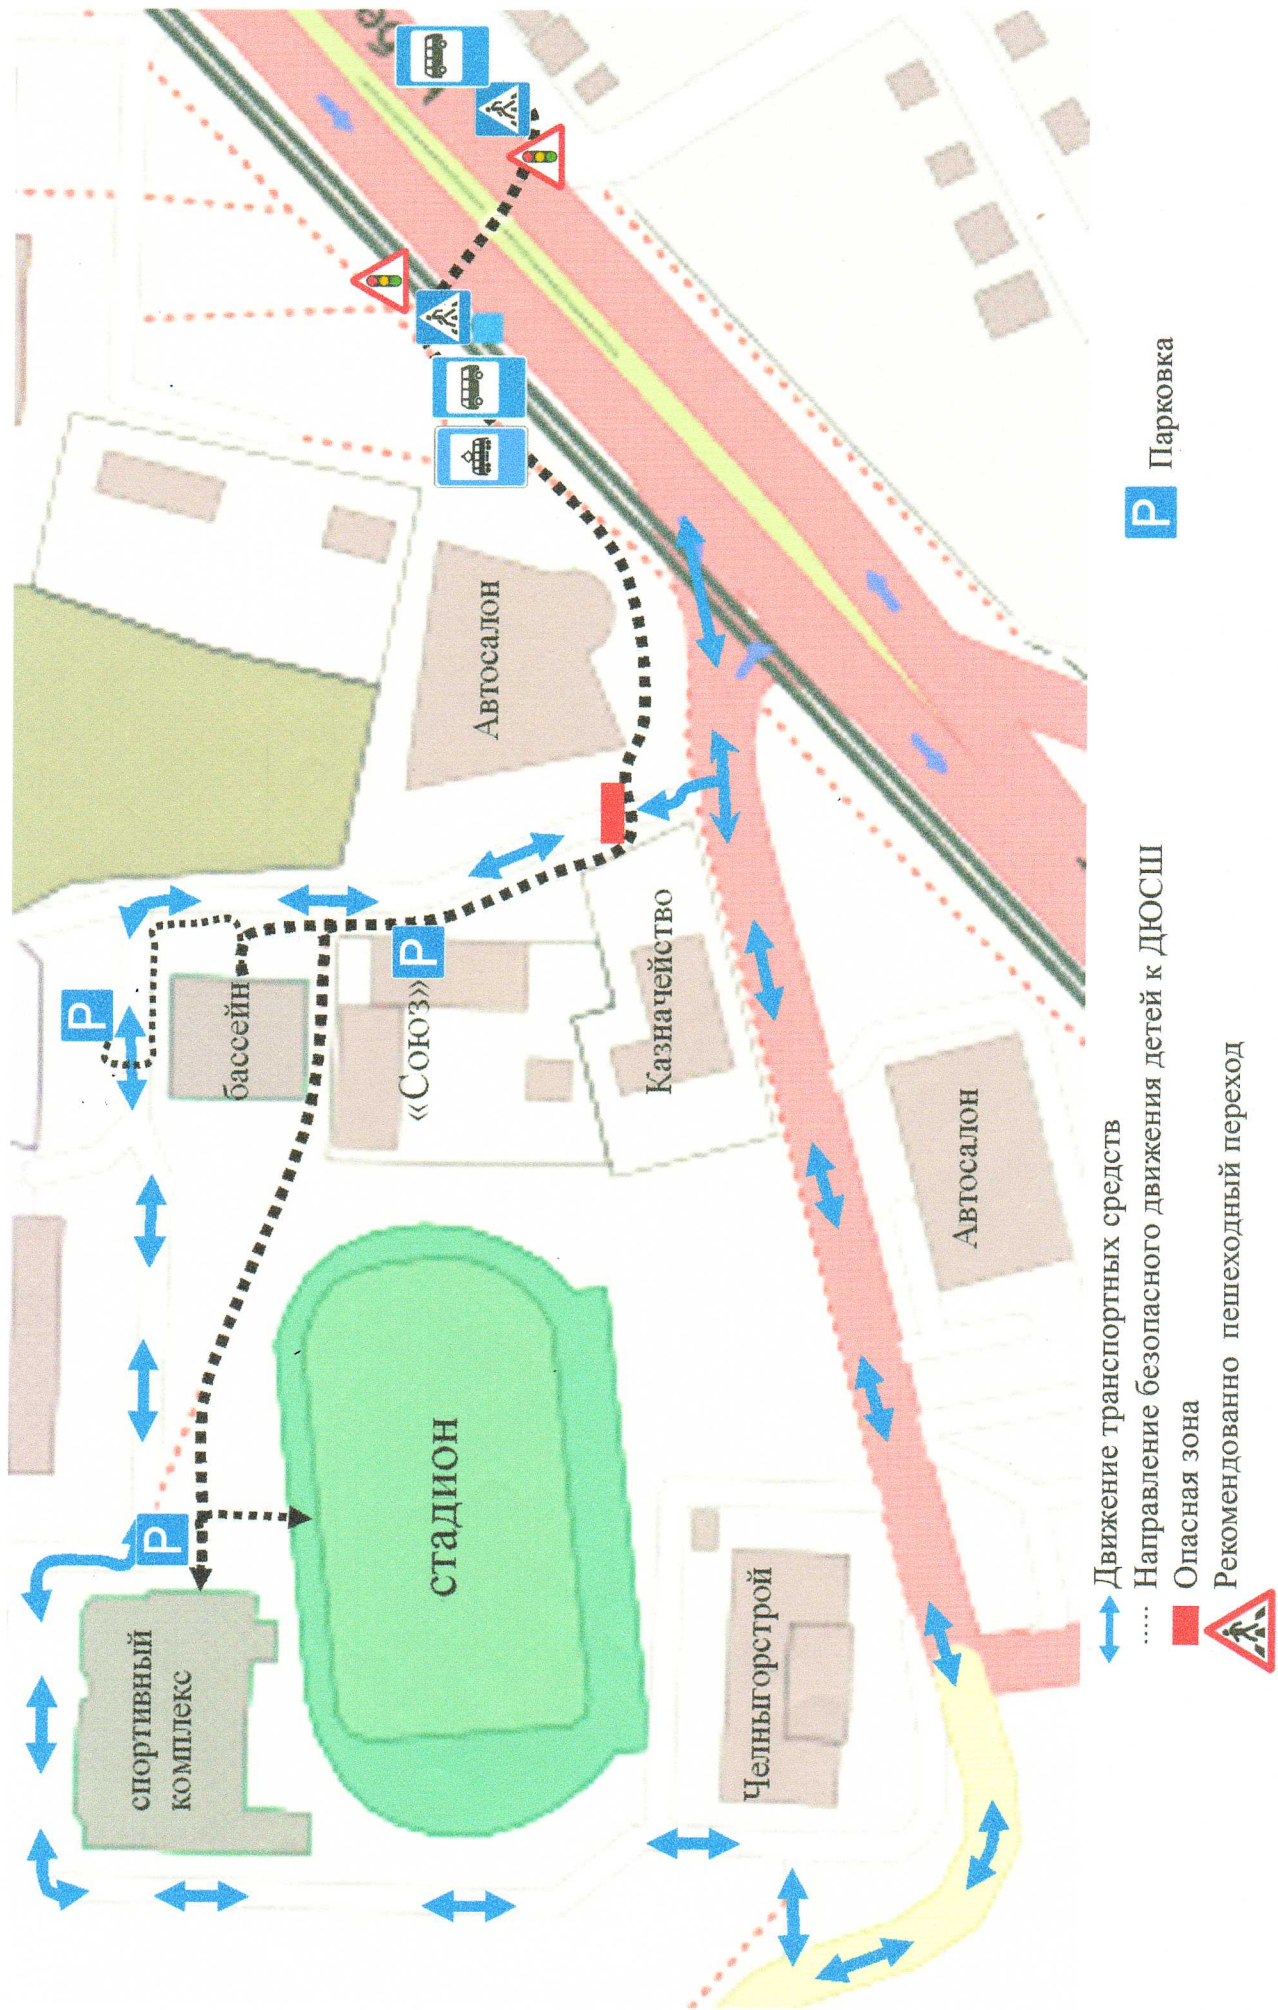 спортивный
комплекс
стадион
Челныгорстрой
бассейн
«Союз»
Казначейство
Автосалон
Автосалон
P
P
P
Движение транспортных средств
Направление безопасного движения детей к ДЮСШ
Опасная зона
Рекомендованно пешеходный переход
P Парковка